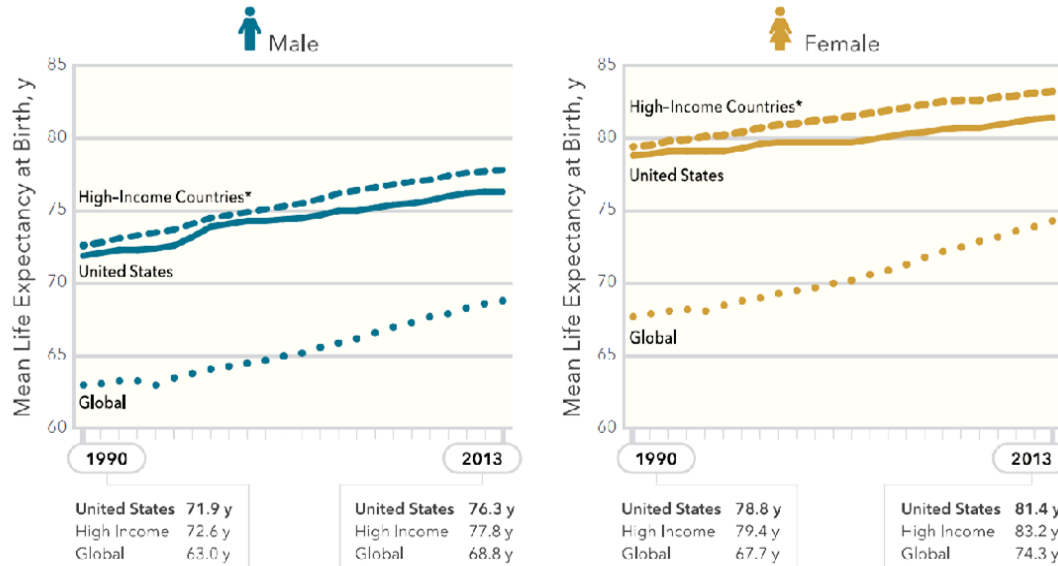 Male
Mean Life Expectancy at Birth, y
85
80
75
70
65
60
High-Income Countries*
United States
Global
1990
2013
United States 71.9 y
High Income 72.6 y
Global 63.0 y
United States 76.3 y
High Income 77.8 y
Global 68.8 y
Female
Mean Life Expectancy at Birth, y
85
80
75
70
65
60
High-Income Countries*
United States
Global
1990
2013
United States 78.8 y
High Income 79.4 y
Global 67.7 y
United States 81.4 y
High Income 83.2 y
Global 74.3 y